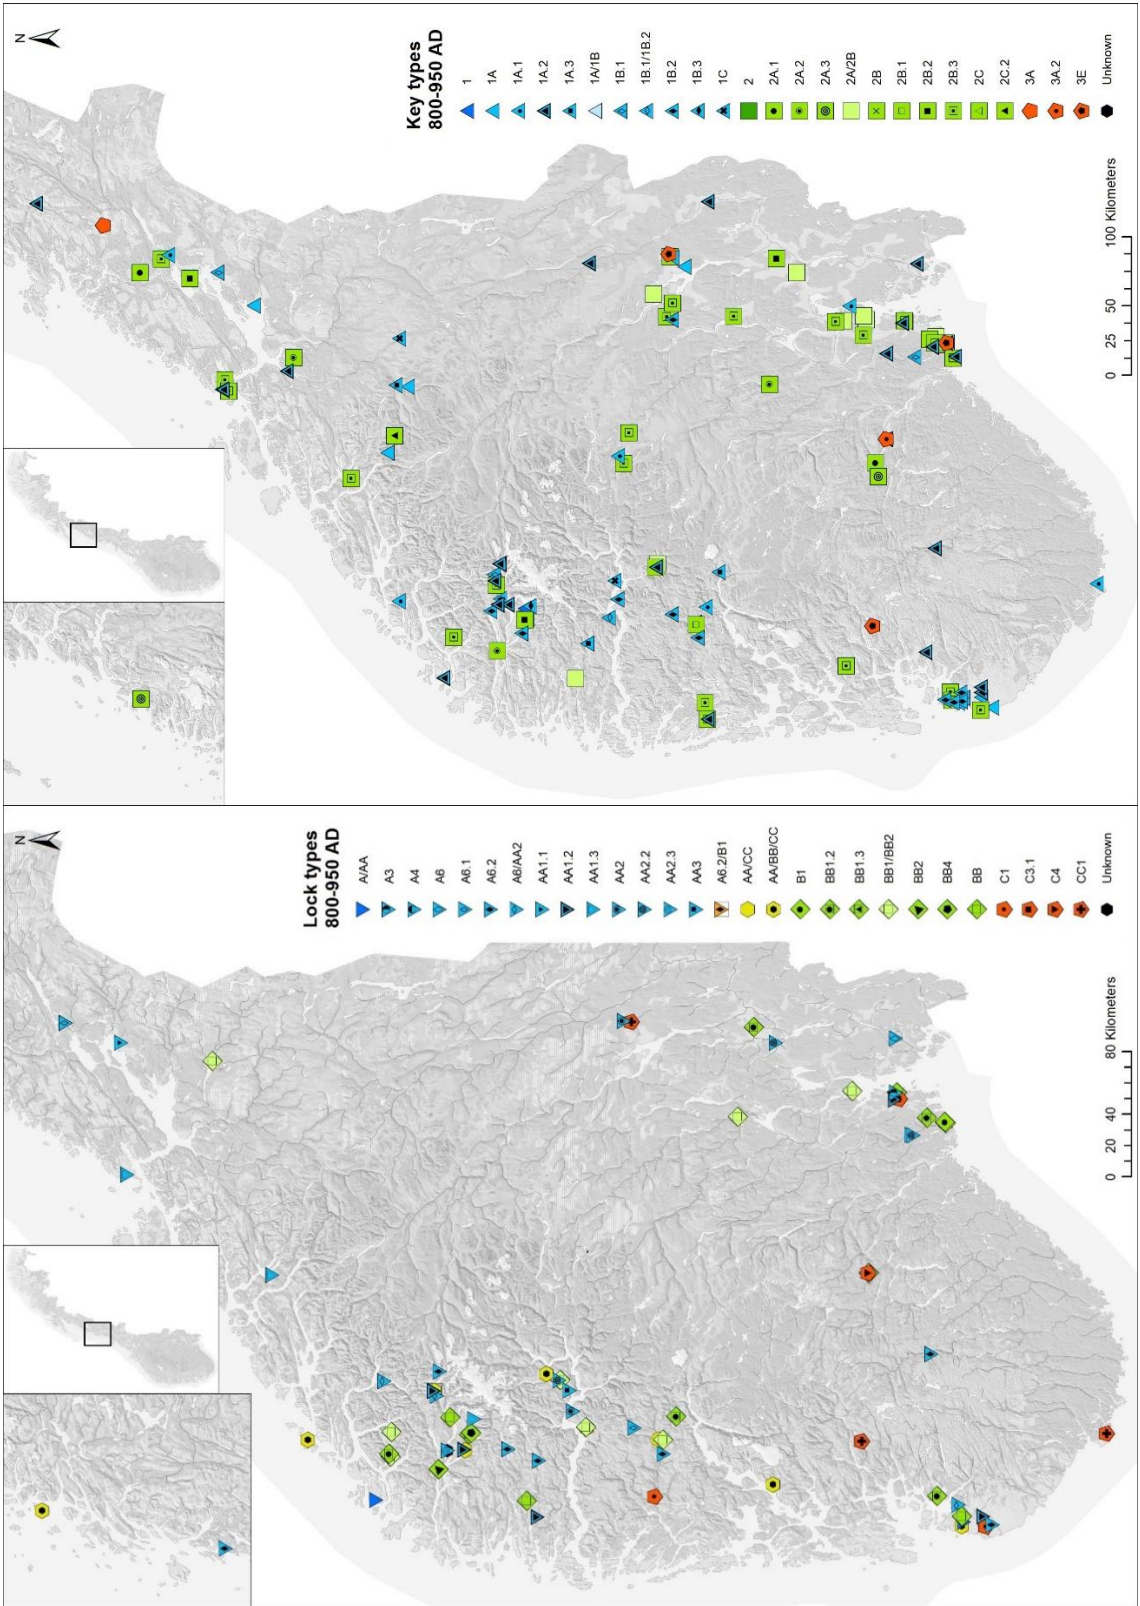 N
Key types
800-950 AD
1
1A
1A.1
1A.2
1A.3
1A/1B
1B.1
1B.1/1B.2
1B.2
1B.3
1C
2
2A.1
2A.2
2A.3
2A/2B
2B
2B.1
2B.2
2B.3
2C
2C.2
3A
3A.2
3E
Unknown
0 25 50 100 Kilometers
N
Lock types
800-950 AD
A/AA
A3
A4
A6
A6.1
A6.2
A6/AA2
AA1.1
AA1.2
AA1.3
AA2
AA2.2
AA2.3
AA3
A6.2/B1
AA/CC
AA/BB/CC
B1
BB1.2
BB1.3
BB1/BB2
BB2
BB4
BB
C1
C3.1
C4
CC1
Unknown
0 20 40 80 Kilometers